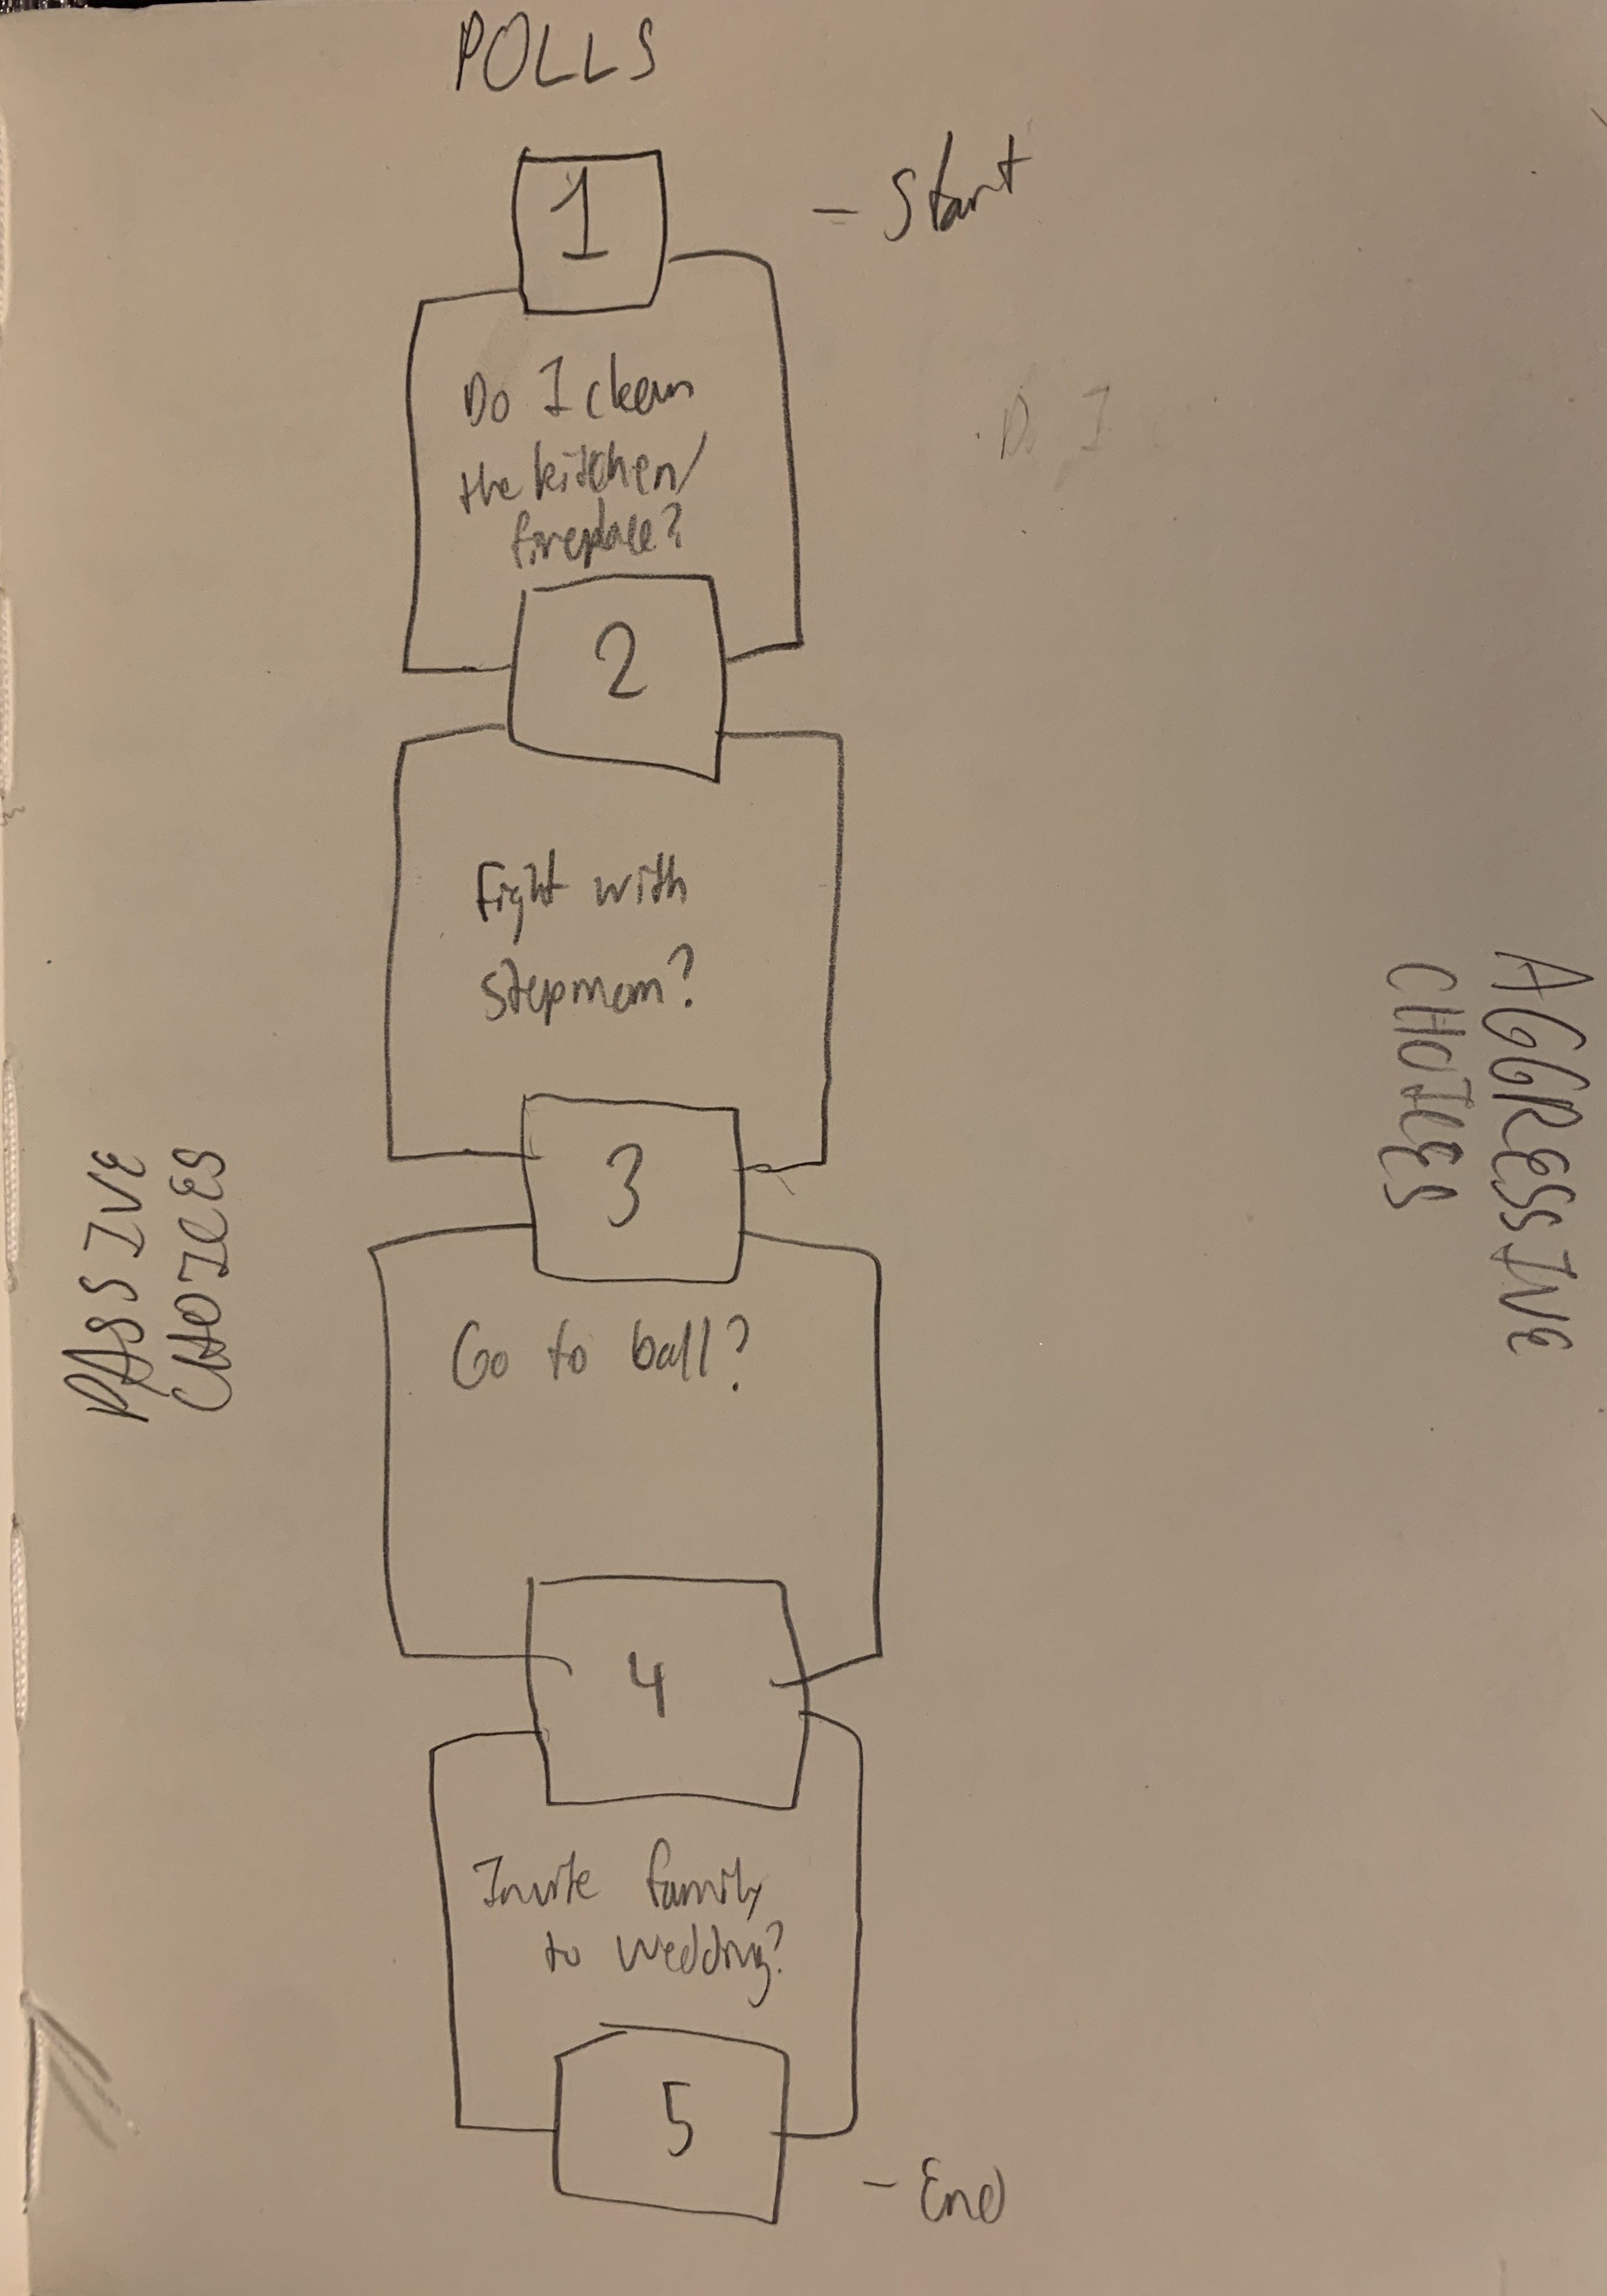 POLLS
1
- Start
Do I clean
the kitchen/
fireplace?
Do I
2
Fight with
stepmom?
AGGRESSIVE
CHOICES
3
PASSIVE
CHOICES
Go to ball?
4
Invite family
to wedding?
5
- End